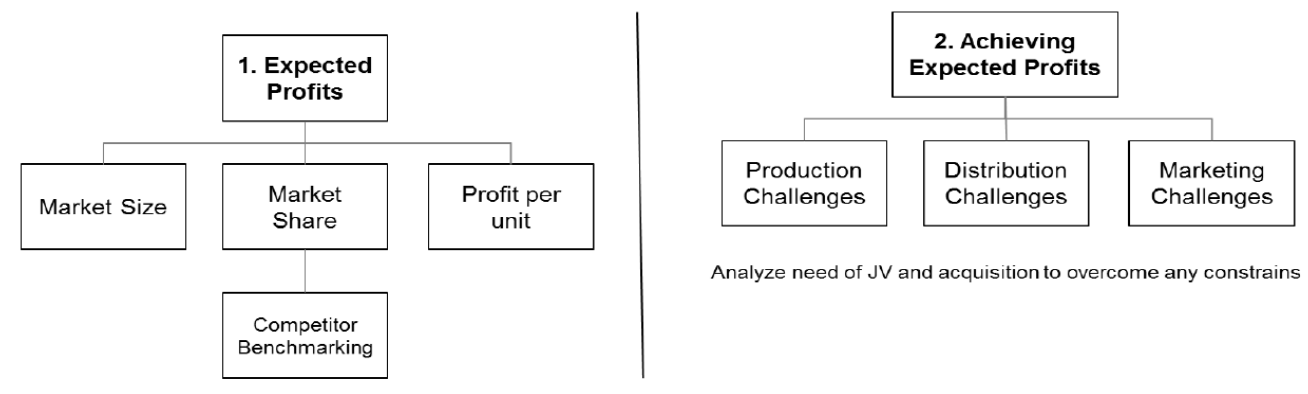 1. Expected
Profits
Market Size
Market
Share
Profit per
unit
Competitor
Benchmarking
2. Achieving
Expected Profits
Production
Challenges
Distribution
Challenges
Marketing
Challenges
Analyze need of JV and acquisition to overcome any constrains